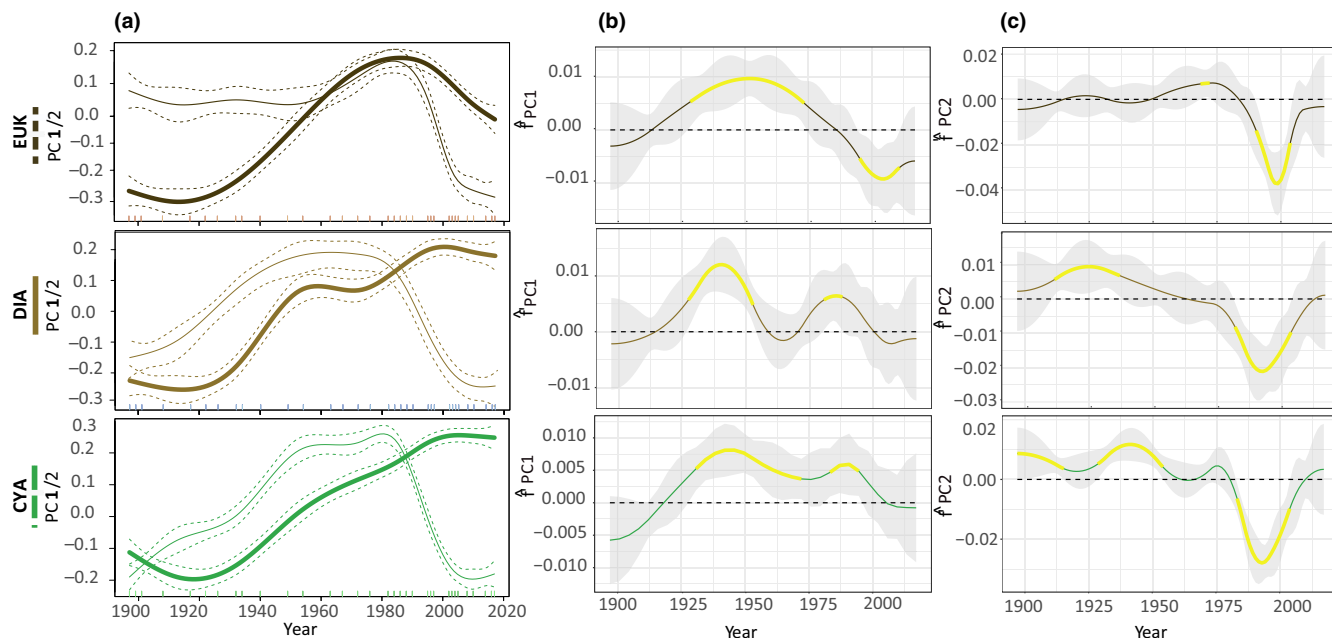 (a) (b) (c)
EUK
PC 1/2
0.2
0.1
0.0
−0.1
−0.2
−0.3
f̂ PC1
0.01
0.00
−0.01
f̂ PC2
0.02
0.00
−0.02
−0.04
DIA
PC 1/2
0.2
0.1
0.0
−0.1
−0.2
−0.3
f̂ PC1
0.01
0.00
−0.01
f̂ PC2
0.01
0.00
−0.01
−0.02
−0.03
CYA
PC 1/2
0.3
0.2
0.1
0.0
−0.1
−0.2
f̂ PC1
0.010
0.005
0.000
−0.005
−0.010
f̂ PC2
0.02
0.00
−0.02
1900 1920 1940 1960 1980 2000 2020
Year
1900 1925 1950 1975 2000
Year
1900 1925 1950 1975 2000
Year